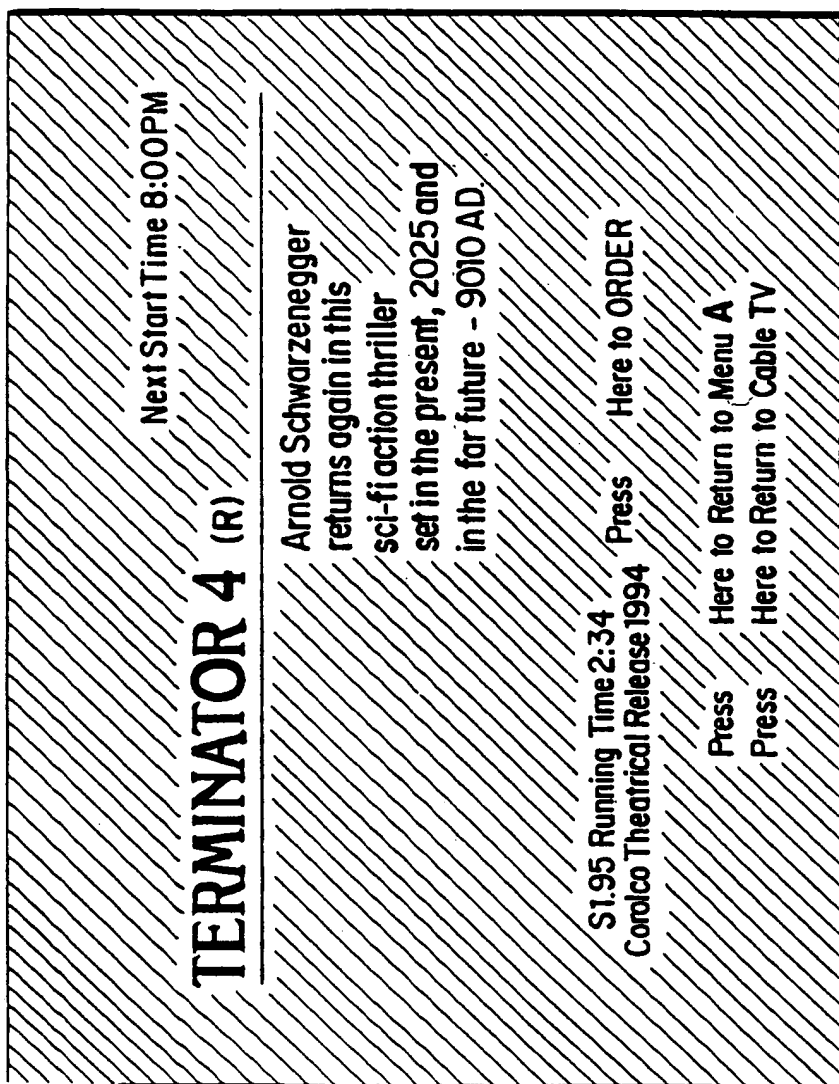 Next Start Time 8:00PM
TERMINATOR 4 (R)
Arnold Schwarzenegger
returns again in this
sci-fi action thriller
set in the present, 2025 and
in the far future - 9010 AD.
$1.95 Running Time 2:34
Corolco Theatrical Release 1994
Press Here to ORDER
Press Here to Return to Menu A
Press Here to Return to Cable TV